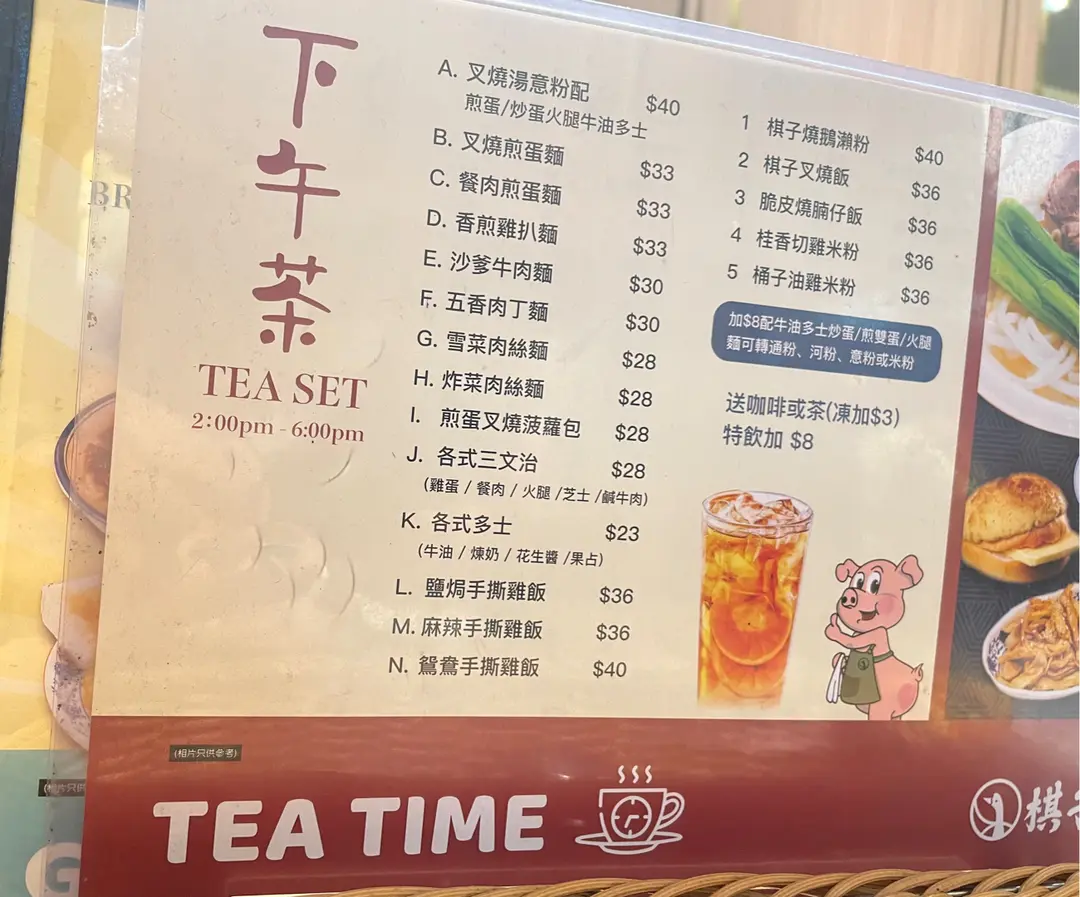 下午茶
TEA SET
2:00pm - 6:00pm
A. 叉燒湯意粉配 $40
煎蛋/炒蛋火腿牛油多士
B. 叉燒煎蛋麵 $33
C. 餐肉煎蛋麵 $33
D. 香煎雞扒麵 $33
E. 沙爹牛肉麵 $30
F. 五香肉丁麵 $30
G. 雪菜肉絲麵 $28
H. 炸菜肉絲麵 $28
I. 煎蛋叉燒菠蘿包 $28
J. 各式三文治 $28
(雞蛋 / 餐肉 / 火腿 /芝士 /鹹牛肉)
K. 各式多士 $23
(牛油 / 煉奶 / 花生醬 /果占)
L. 鹽焗手撕雞飯 $36
M. 麻辣手撕雞飯 $36
N. 鴛鴦手撕雞飯 $40
1 棋子燒鵝瀨粉 $40
2 棋子叉燒飯 $36
3 脆皮燒腩仔飯 $36
4 桂香切雞米粉 $36
5 桶子油雞米粉 $36
加$8配牛油多士炒蛋/煎雙蛋/火腿
麵可轉通粉、河粉、意粉或米粉
送咖啡或茶(凍加$3)
特飲加 $8
(相片只供參考)
TEA TIME
棋
BR
(相片只供
G